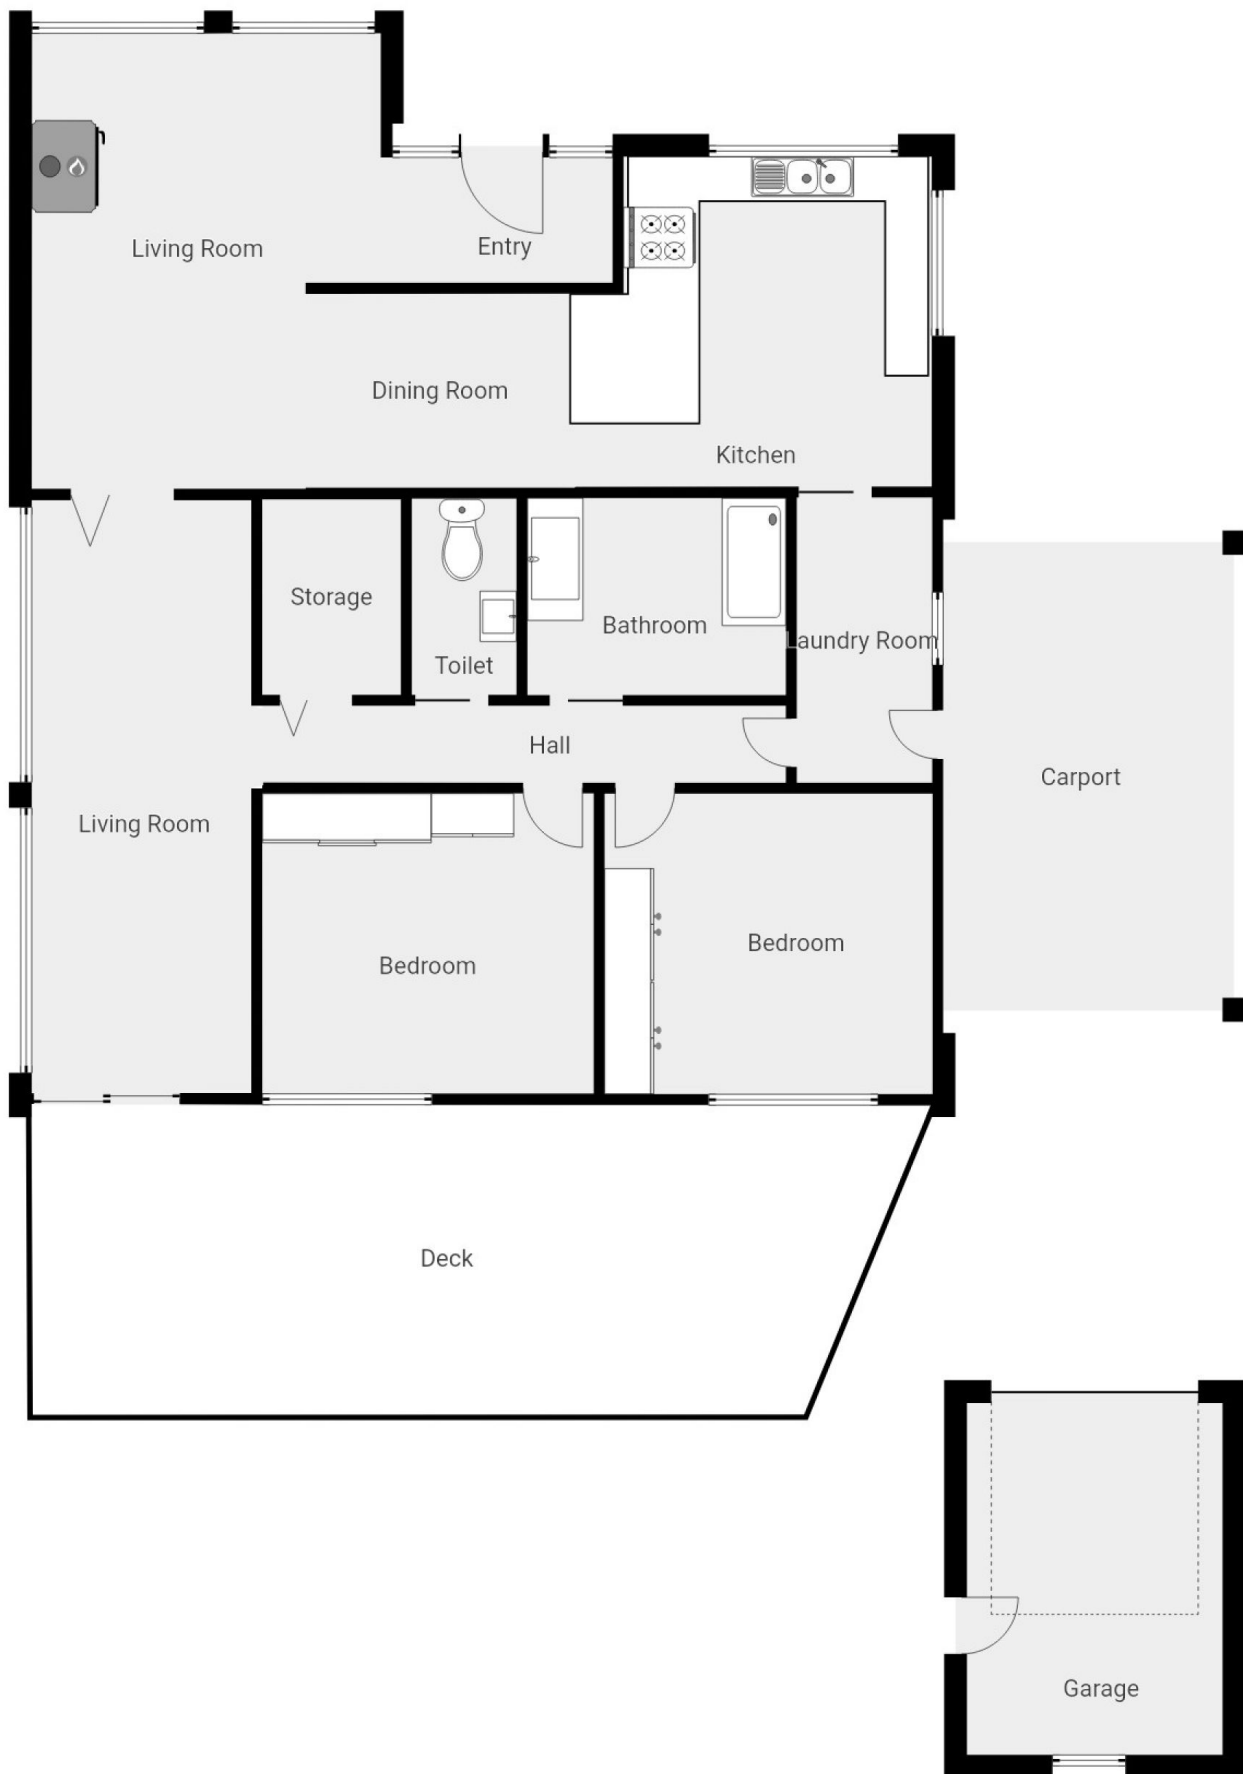 Living Room
Entry
Dining Room
Kitchen
Storage
Toilet
Bathroom
Laundry Room
Hall
Carport
Living Room
Bedroom
Bedroom
Deck
Garage